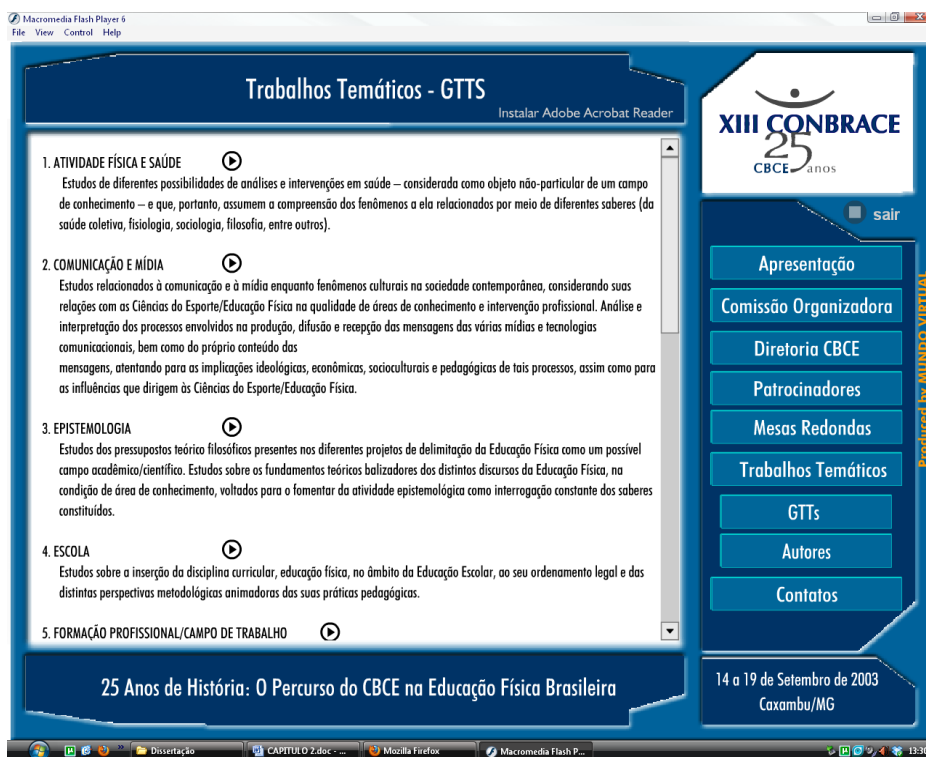 Macromedia Flash Player 6
File View Control Help
Trabalhos Temáticos - GTTS
Instalar Adobe Acrobat Reader
1. ATIVIDADE FÍSICA E SAÚDE
Estudos de diferentes possibilidades de análises e intervenções em saúde – considerada como objeto não-particular de um campo
de conhecimento – e que, portanto, assumem a compreensão dos fenômenos a ela relacionados por meio de diferentes saberes (da
saúde coletiva, fisiologia, sociologia, filosofia, entre outros).
2. COMUNICAÇÃO E MÍDIA
Estudos relacionados à comunicação e à mídia enquanto fenômenos culturais na sociedade contemporânea, considerando suas
relações com as Ciências do Esporte/Educação Física na qualidade de áreas de conhecimento e intervenção profissional. Análise e
interpretação dos processos envolvidos na produção, difusão e recepção das mensagens das várias mídias e tecnologias
comunicacionais, bem como do próprio conteúdo das
mensagens, atentando para as implicações ideológicas, econômicas, socioculturais e pedagógicas de tais processos, assim como para
as influências que dirigem às Ciências do Esporte/Educação Física.
3. EPISTEMOLOGIA
Estudos dos pressupostos teórico filosóficos presentes nos diferentes projetos de delimitação da Educação Física como um possível
campo acadêmico/científico. Estudos sobre os fundamentos teóricos balizadores dos distintos discursos da Educação Física, na
condição de área de conhecimento, voltados para o fomentar da atividade epistemológica como interrogação constante dos saberes
constituídos.
4. ESCOLA
Estudos sobre a inserção da disciplina curricular, educação física, no âmbito da Educação Escolar, ao seu ordenamento legal e das
distintas perspectivas metodológicas animadoras das suas práticas pedagógicas.
5. FORMAÇÃO PROFISSIONAL/CAMPO DE TRABALHO
25 Anos de História: O Percurso do CBCE na Educação Física Brasileira
XIII CONBRACE
25
CBCE anos
sair
Apresentação
Comissão Organizadora
Diretoria CBCE
Patrocinadores
Mesas Redondas
Trabalhos Temáticos
GTTs
Autores
Contatos
Produced by MUNDO VIRTUAL
14 a 19 de Setembro de 2003
Caxambu/MG
Dissertação
CAPITULO 2.doc - ...
Mozilla Firefox
Macromedia Flash P...
13:30